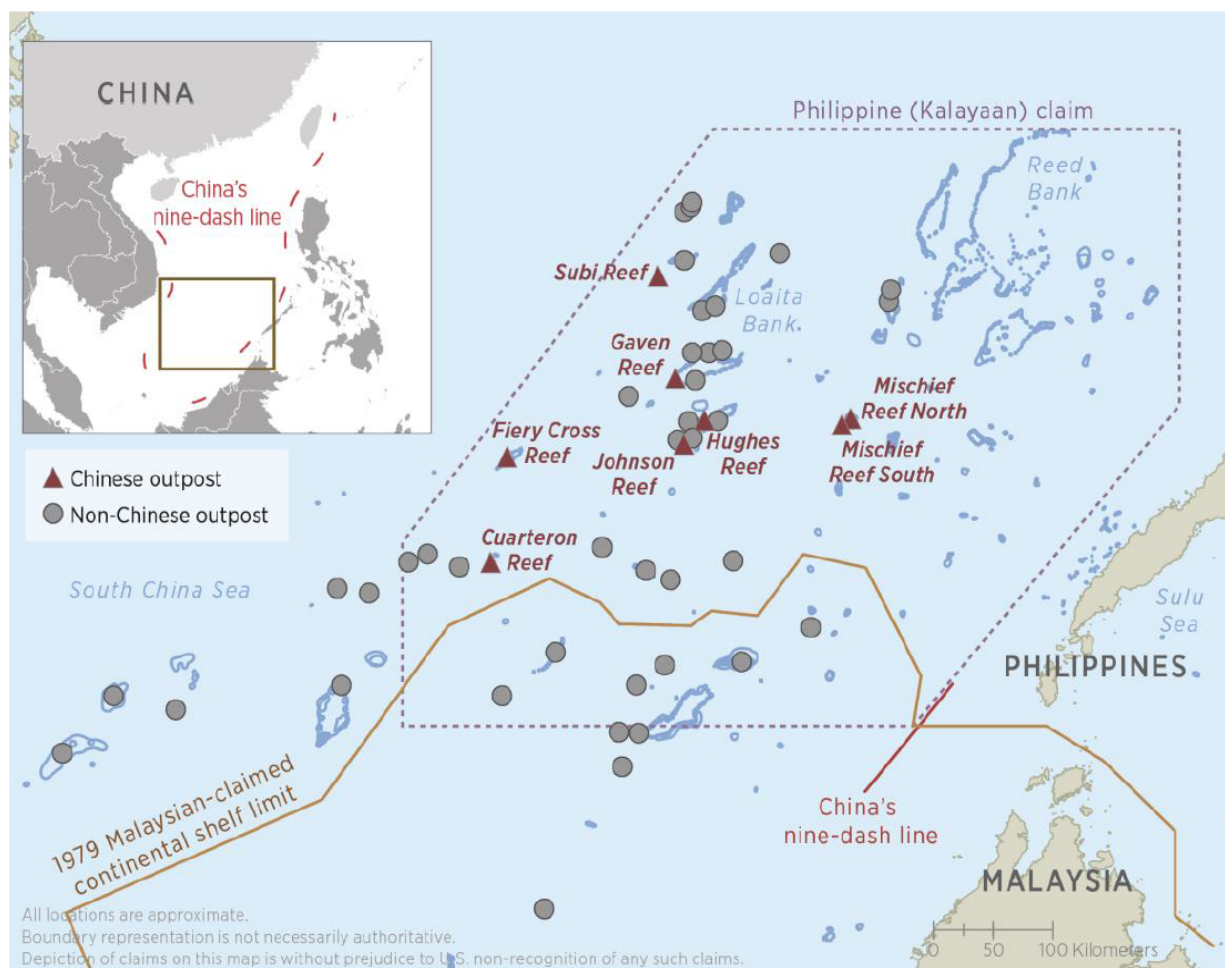 CHINA
China's
nine-dash line
Chinese outpost
Non-Chinese outpost
Philippine (Kalayaan) claim
Reed
Bank
Subi Reef
Loaita
Bank
Gaven
Reef
Mischief
Reef North
Fiery Cross
Reef
Johnson
Reef
Hughes
Reef
Mischief
Reef South
Cuarteron
Reef
South China Sea
Sulu
Sea
PHILIPPINES
1979 Malaysian-claimed
continental shelf limit
China's
nine-dash line
MALAYSIA
All locations are approximate.
Boundary representation is not necessarily authoritative.
Depiction of claims on this map is without prejudice to U.S. non-recognition of any such claims.
0 50 100 Kilometers